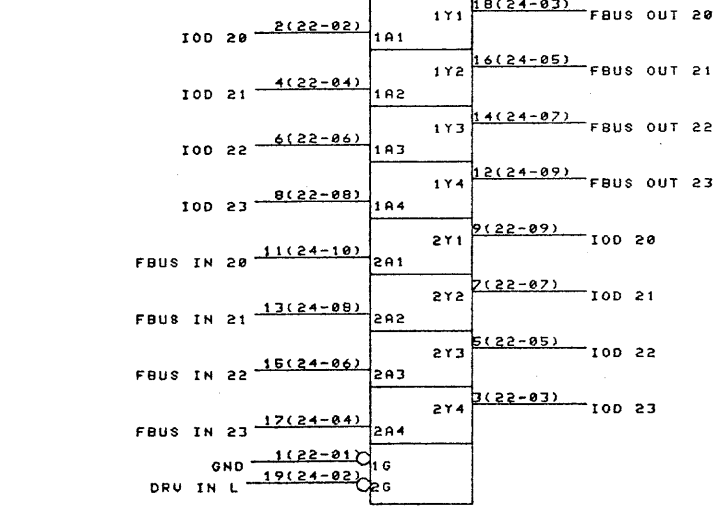 1Y1 18(24-03) FBUS OUT 20
IOD 20 2(22-02) 1A1
1Y2 16(24-05) FBUS OUT 21
IOD 21 4(22-04) 1A2
1Y3 14(24-07) FBUS OUT 22
IOD 22 6(22-06) 1A3
1Y4 12(24-09) FBUS OUT 23
IOD 23 8(22-08) 1A4
2Y1 9(22-09) IOD 20
FBUS IN 20 11(24-10) 2A1
2Y2 7(22-07) IOD 21
FBUS IN 21 13(24-08) 2A2
2Y3 5(22-05) IOD 22
FBUS IN 22 15(24-06) 2A3
2Y4 3(22-03) IOD 23
FBUS IN 23 17(24-04) 2A4
GND 1(22-01) 1G
DRV IN L 19(24-02) 2G